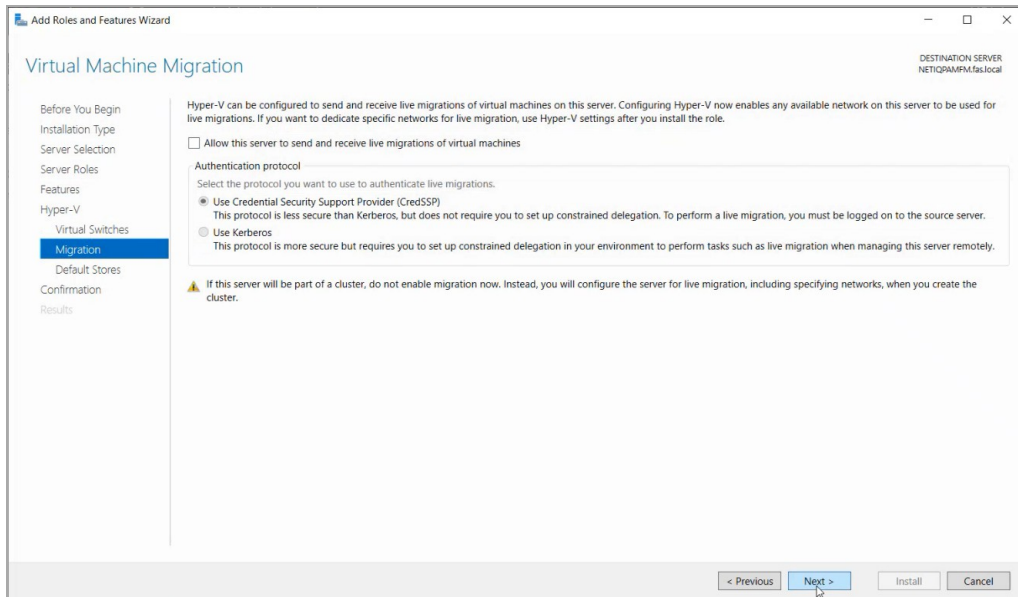 Add Roles and Features Wizard
Virtual Machine Migration
DESTINATION SERVER
NETIQPAMFM.fas.local
Before You Begin
Installation Type
Server Selection
Server Roles
Features
Hyper-V
Virtual Switches
Migration
Default Stores
Confirmation
Results
Hyper-V can be configured to send and receive live migrations of virtual machines on this server. Configuring Hyper-V now enables any available network on this server to be used for
live migrations. If you want to dedicate specific networks for live migration, use Hyper-V settings after you install the role.
Allow this server to send and receive live migrations of virtual machines
Authentication protocol
Select the protocol you want to use to authenticate live migrations.
Use Credential Security Support Provider (CredSSP)
This protocol is less secure than Kerberos, but does not require you to set up constrained delegation. To perform a live migration, you must be logged on to the source server.
Use Kerberos
This protocol is more secure but requires you to set up constrained delegation in your environment to perform tasks such as live migration when managing this server remotely.
If this server will be part of a cluster, do not enable migration now. Instead, you will configure the server for live migration, including specifying networks, when you create the
cluster.
< Previous
Next >
Install
Cancel